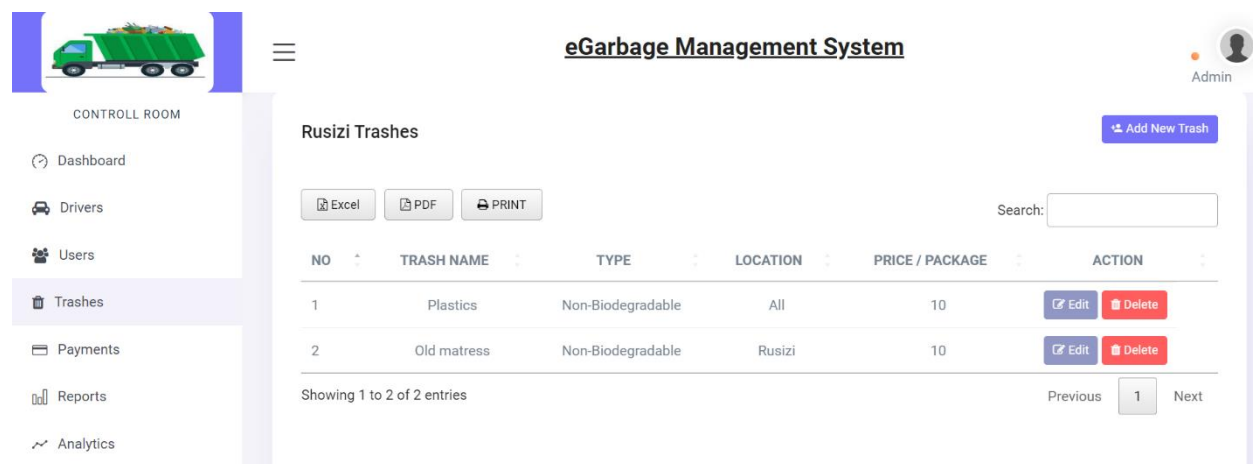 eGarbage Management System
Admin
CONTROLL ROOM
Dashboard
Drivers
Users
Trashes
Payments
Reports
Analytics
Rusizi Trashes
Add New Trash
Excel PDF PRINT
Search:
NO TRASH NAME TYPE LOCATION PRICE / PACKAGE ACTION
1 Plastics Non-Biodegradable All 10 Edit Delete
2 Old matress Non-Biodegradable Rusizi 10 Edit Delete
Showing 1 to 2 of 2 entries
Previous 1 Next